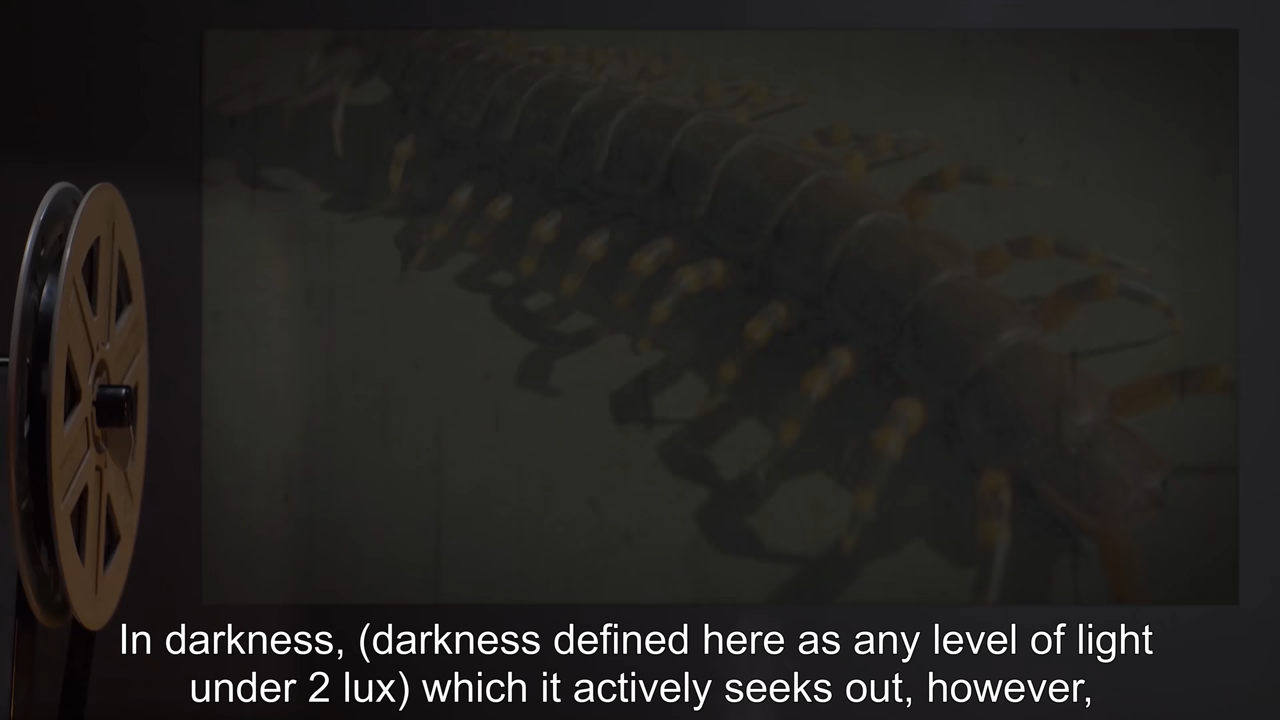 In darkness, (darkness defined here as any level of light
under 2 lux) which it actively seeks out, however,